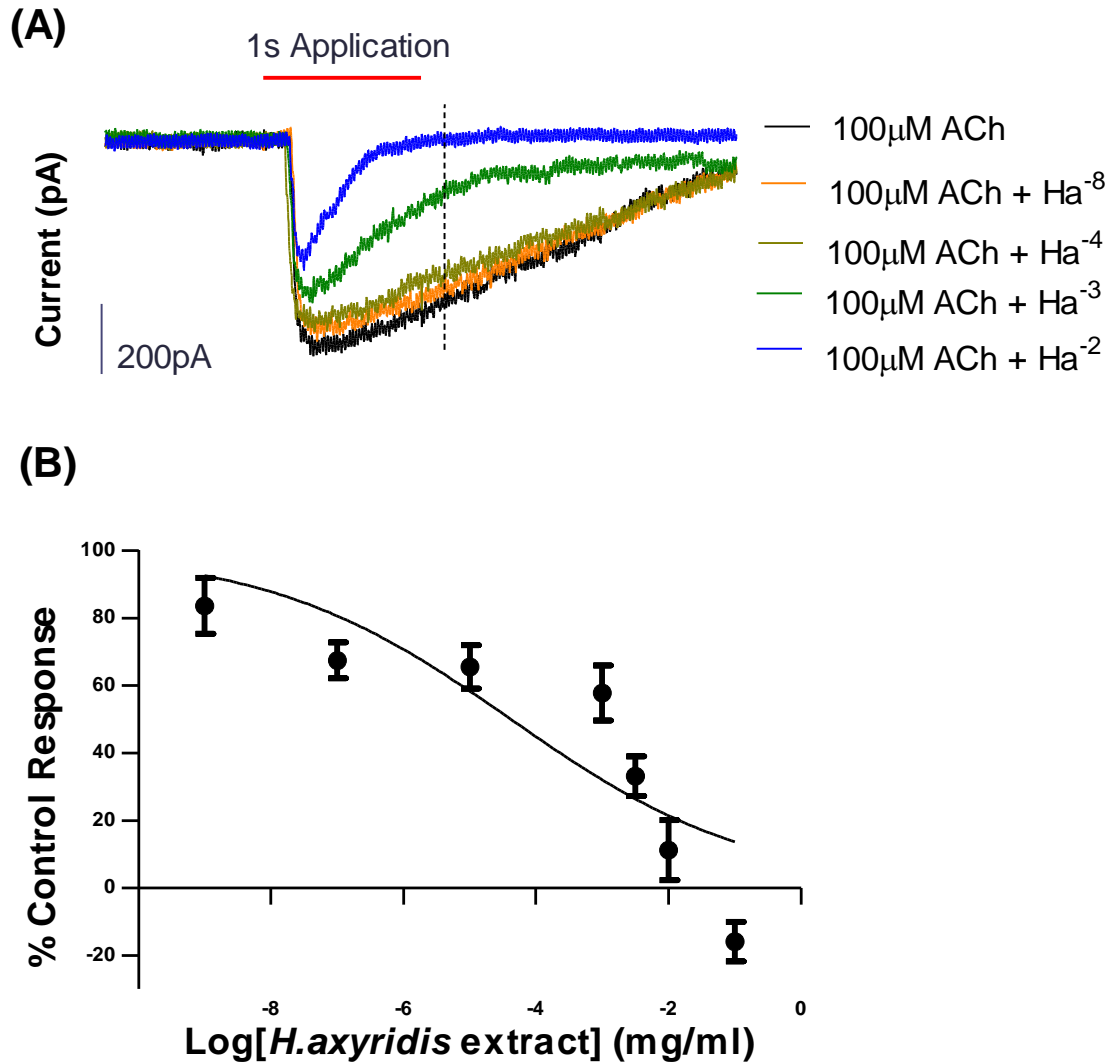 (A)
1s Application
Current (pA)
200pA
100μM ACh
100μM ACh + Ha⁻⁸
100μM ACh + Ha⁻⁴
100μM ACh + Ha⁻³
100μM ACh + Ha⁻²
(B)
% Control Response
100
80
60
40
20
0
-20
-8 -6 -4 -2 0
Log[H.axyridis extract] (mg/ml)